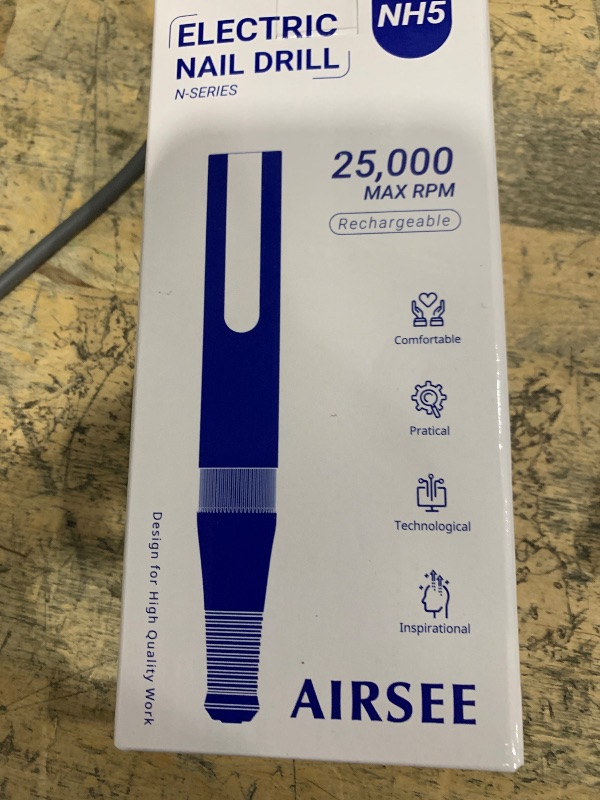 ELECTRIC
NAIL DRILL
N-SERIES
NH5
25,000
MAX RPM
Rechargeable
Comfortable
Pratical
Technological
Inspirational
Design for High Quality Work
AIRSEE